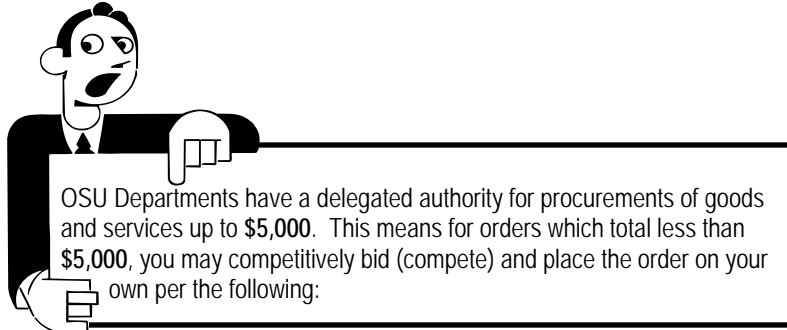 OSU Departments have a delegated authority for procurements of goods
and services up to $5,000. This means for orders which total less than
$5,000, you may competitively bid (compete) and place the order on your
own per the following: